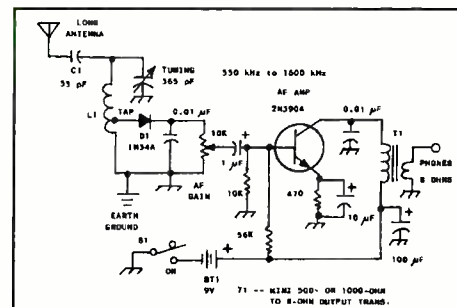 LONG
ANTENNA
C1
33 pF
TUNING
365 pF
550 kHz to 1600 kHz
AF AMP
2N3904
L1
TAP
D1
1N34A
0.01 µF
10K
1 µF
+
10K
AF
GAIN
0.01 µF
T1
PHONES
8 OHMS
470
+
10 µF
+
100 µF
EARTH
GROUND
56K
S1
ON
+
BT1
9V
T1 -- MINI 500- OR 1000-OHM
TO 8-OHM OUTPUT TRANS.